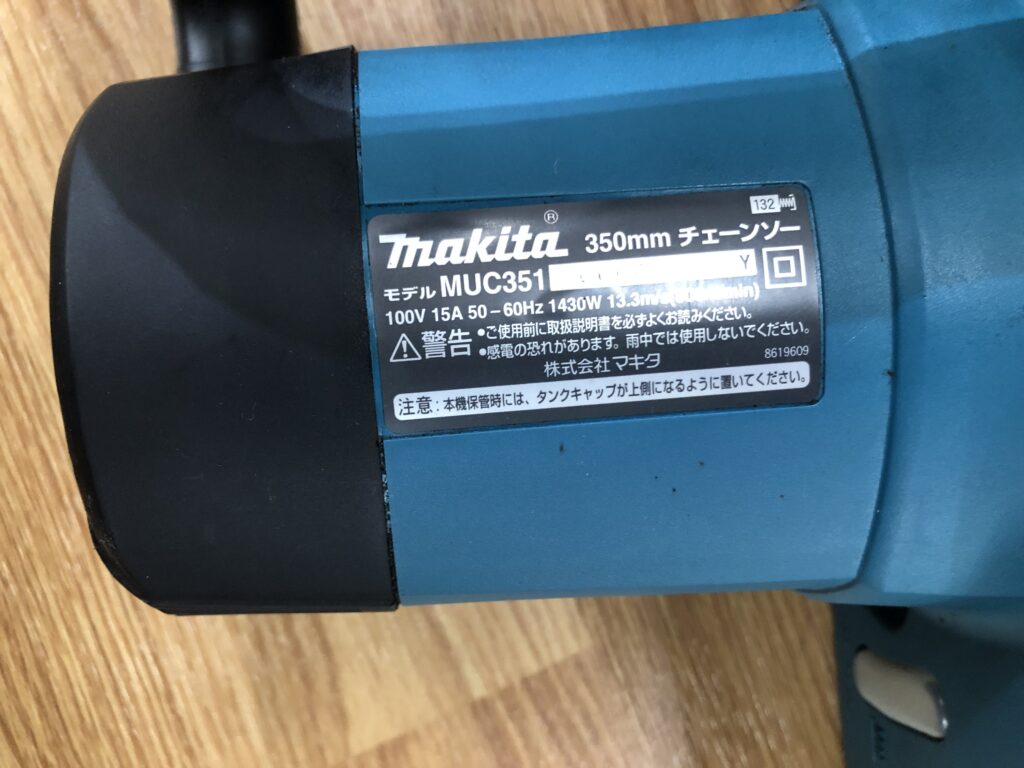 132
makita® 350mm チェーンソー
モデル MUC351 Y
100V 15A 50–60Hz 1430W
警告 •ご使用前に取扱説明書を必ずよくお読みください。
•感電の恐れがあります。雨中では使用しないでください。
株式会社 マキタ 8619609
注意：本機保管時には、タンクキャップが上側になるように置いてください。